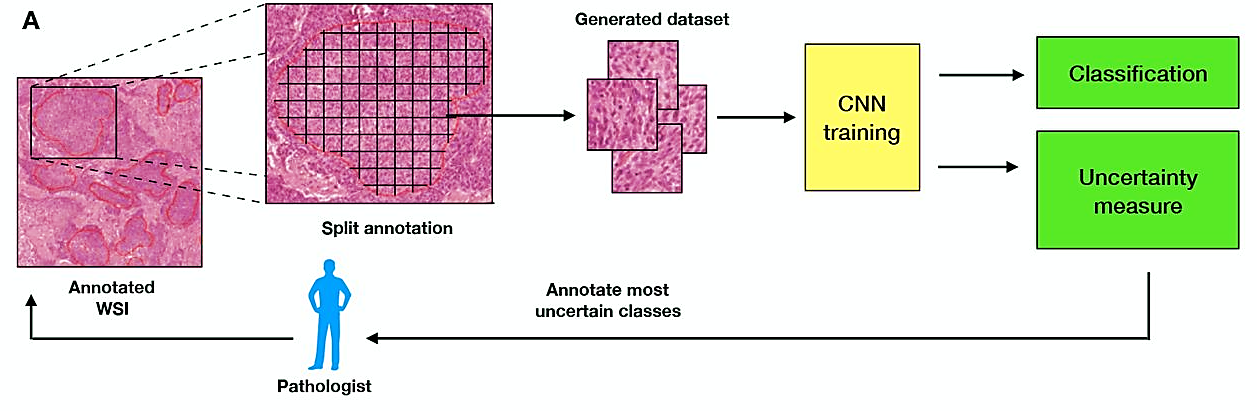 A
Generated dataset
CNN
training
Classification
Uncertainty
measure
Split annotation
Annotated
WSI
Annotate most
uncertain classes
Pathologist